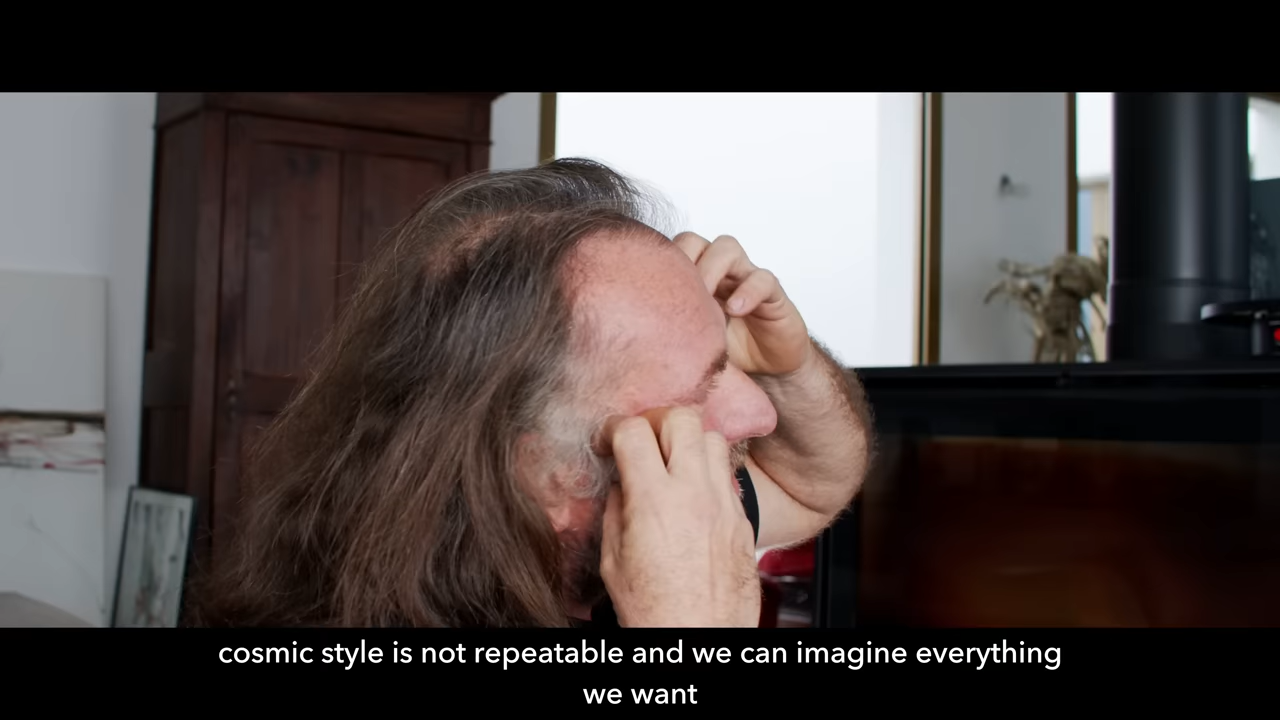 cosmic style is not repeatable and we can imagine everything
we want